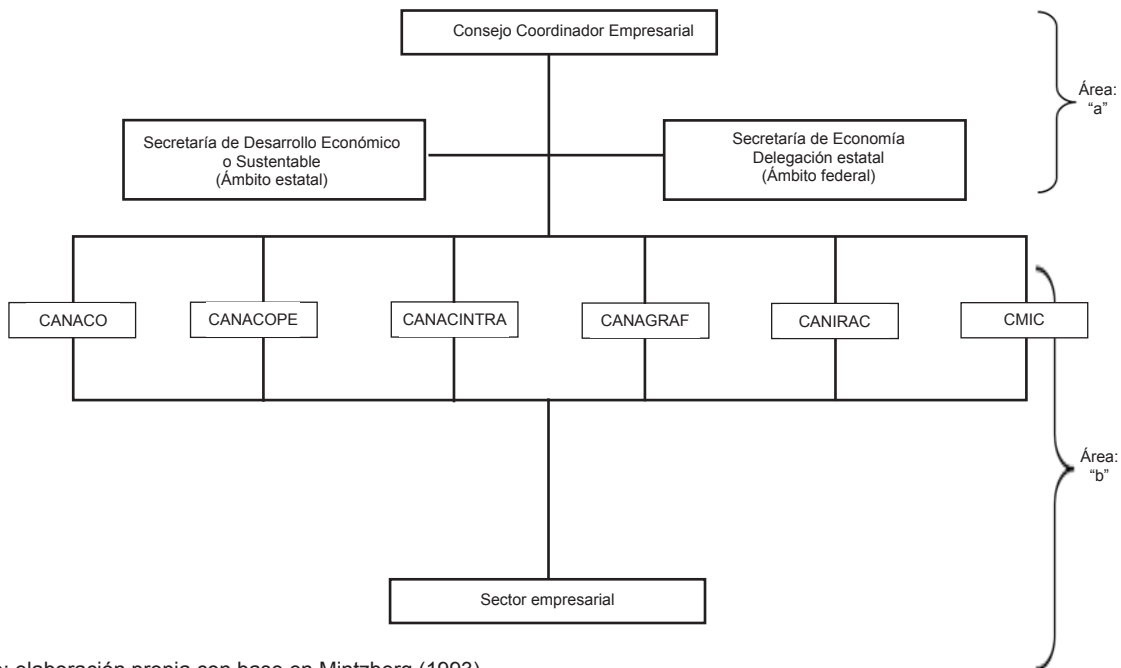 Consejo Coordinador Empresarial
Área:
"a"
Secretaría de Desarrollo Económico
o Sustentable
(Ámbito estatal)
Secretaría de Economía
Delegación estatal
(Ámbito federal)
CANACO
CANACOPE
CANACINTRA
CANAGRAF
CANIRAC
CMIC
Área:
"b"
Sector empresarial
elaboración propia con base en Mintzberg (1993)